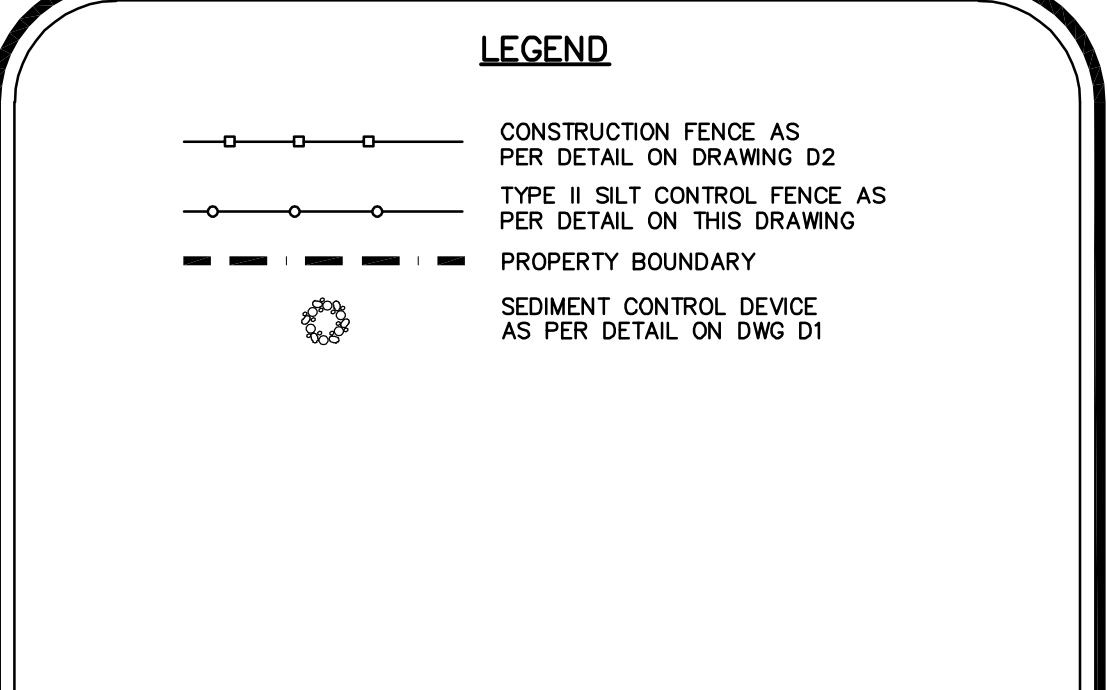 LEGEND
CONSTRUCTION FENCE AS
PER DETAIL ON DRAWING D2
TYPE II SILT CONTROL FENCE AS
PER DETAIL ON THIS DRAWING
PROPERTY BOUNDARY
SEDIMENT CONTROL DEVICE
AS PER DETAIL ON DWG D1